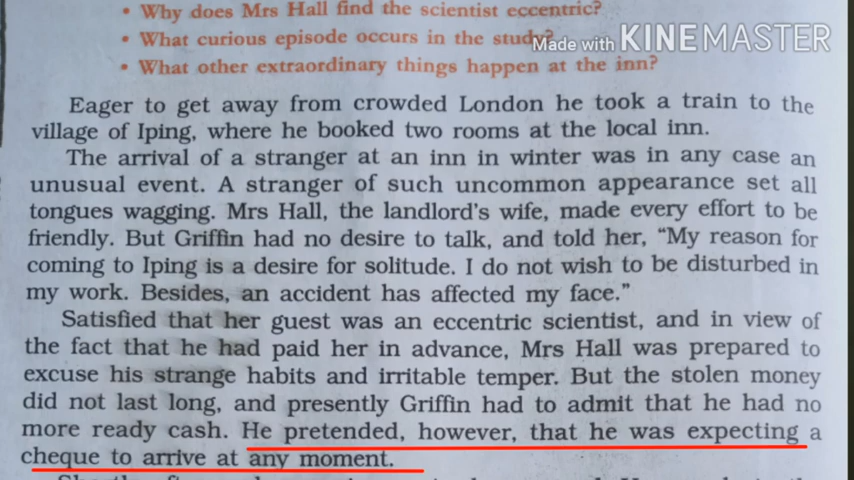 • Why does Mrs Hall find the scientist eccentric?
• What curious episode occurs in the study?
Made with KINEMASTER
• What other extraordinary things happen at the inn?
Eager to get away from crowded London he took a train to the
village of Iping, where he booked two rooms at the local inn.
The arrival of a stranger at an inn in winter was in any case an
unusual event. A stranger of such uncommon appearance set all
tongues wagging. Mrs Hall, the landlord's wife, made every effort to be
friendly. But Griffin had no desire to talk, and told her, “My reason for
coming to Iping is a desire for solitude. I do not wish to be disturbed in
my work. Besides, an accident has affected my face.”
Satisfied that her guest was an eccentric scientist, and in view of
the fact that he had paid her in advance, Mrs Hall was prepared to
excuse his strange habits and irritable temper. But the stolen money
did not last long, and presently Griffin had to admit that he had no
more ready cash. He pretended, however, that he was expecting a
cheque to arrive at any moment.